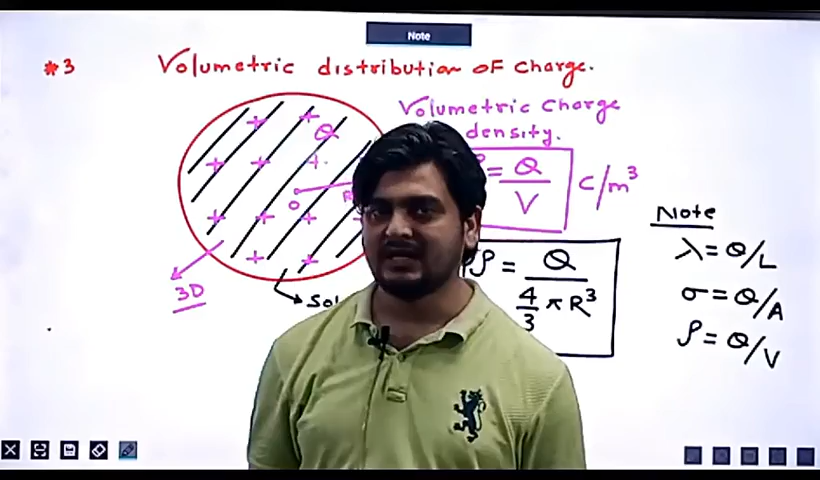 Note
*3 Volumetric distribution of charge.
Volumetric Charge
density.
Q
+ + + + + + + + + + +
O R
= Q/V C/m³
3D
Sol
ρ = Q / 4/3 π R³
Note
λ = Q/L
σ = Q/A
ρ = Q/V